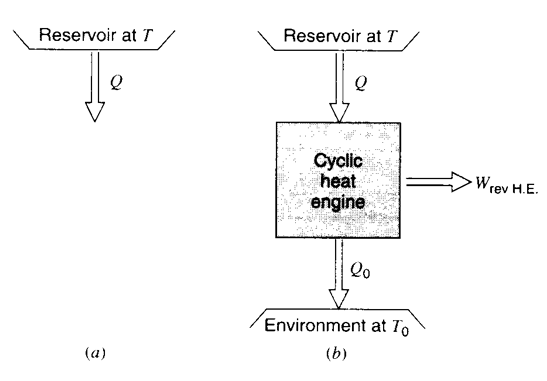 Reservoir at T
Q
(a)
Reservoir at T
Q
Cyclic
heat
engine
W_rev H.E.
Q_0
Environment at T_0
(b)